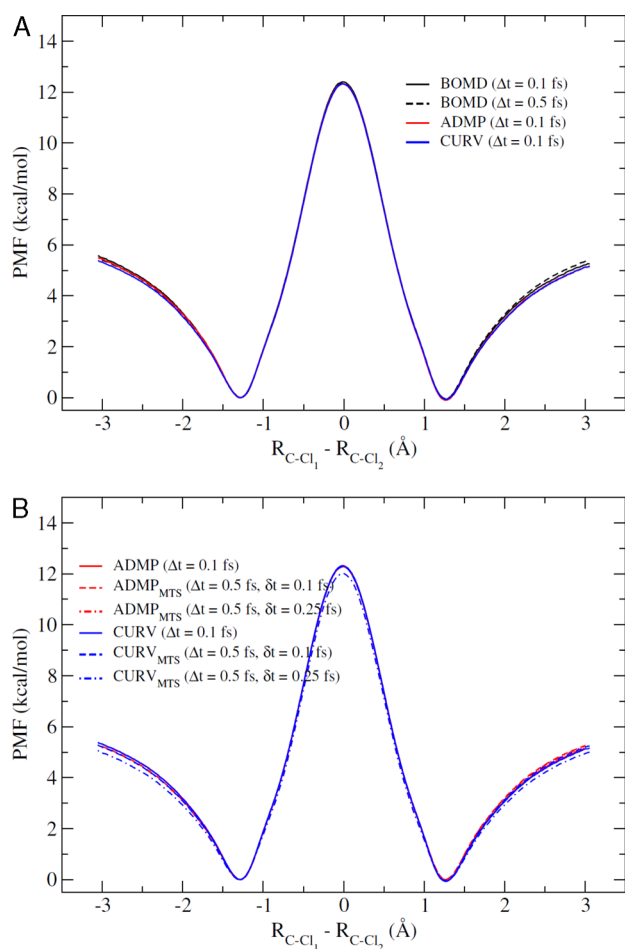 A
14
12
10
8
6
4
2
0
PMF (kcal/mol)
BOMD (Δt = 0.1 fs)
BOMD (Δt = 0.5 fs)
ADMP (Δt = 0.1 fs)
CURV (Δt = 0.1 fs)
-3 -2 -1 0 1 2 3
R_C-Cl₁ - R_C-Cl₂ (Å)
B
14
12
10
8
6
4
2
0
PMF (kcal/mol)
ADMP (Δt = 0.1 fs)
ADMP_MTS (Δt = 0.5 fs, δt = 0.1 fs)
ADMP_MTS (Δt = 0.5 fs, δt = 0.25 fs)
CURV (Δt = 0.1 fs)
CURV_MTS (Δt = 0.5 fs, δt = 0.1 fs)
CURV_MTS (Δt = 0.5 fs, δt = 0.25 fs)
-3 -2 -1 0 1 2 3
R_C-Cl₁ - R_C-Cl₂ (Å)